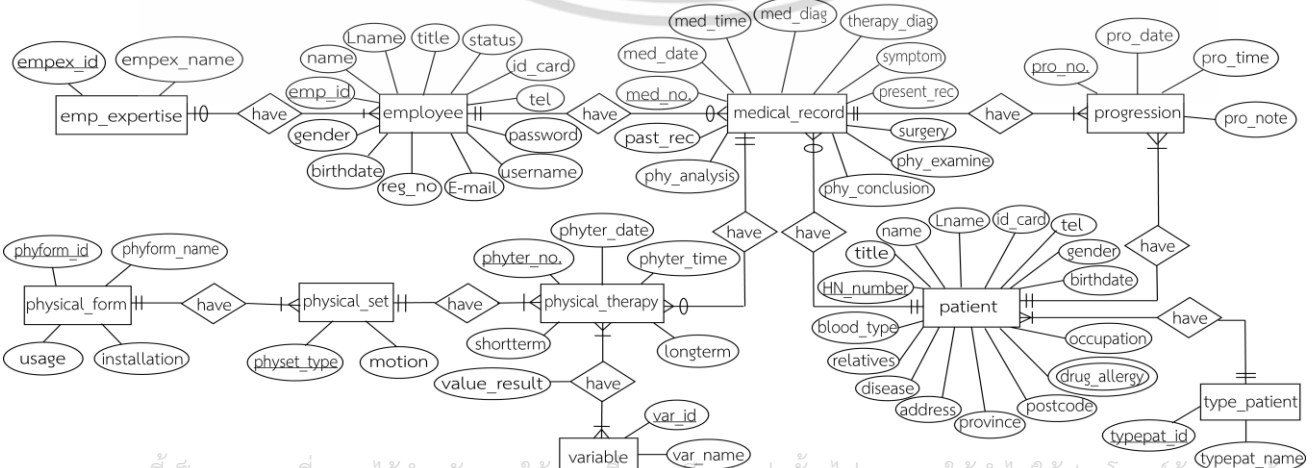 empex_id
empex_name
emp_expertise
have
name
Lname
title
status
id_card
emp_id
tel
employee
gender
password
birthdate
username
reg_no
E-mail
have
med_time
med_diag
therapy_diag
med_date
symptom
med_no.
present_rec
medical_record
past_rec
surgery
phy_analysis
phy_examine
phy_conclusion
have
pro_date
pro_no.
pro_time
progression
pro_note
have
have
have
phyform_id
phyform_name
physical_form
usage
installation
have
physical_set
physet_type
motion
have
phyter_date
phyter_no.
phyter_time
physical_therapy
shortterm
longterm
value_result
have
var_id
variable
var_name
title
name
Lname
id_card
tel
gender
birthdate
HN_number
patient
blood_type
occupation
relatives
drug_allergy
disease
postcode
address
province
have
type_patient
typepat_id
typepat_name